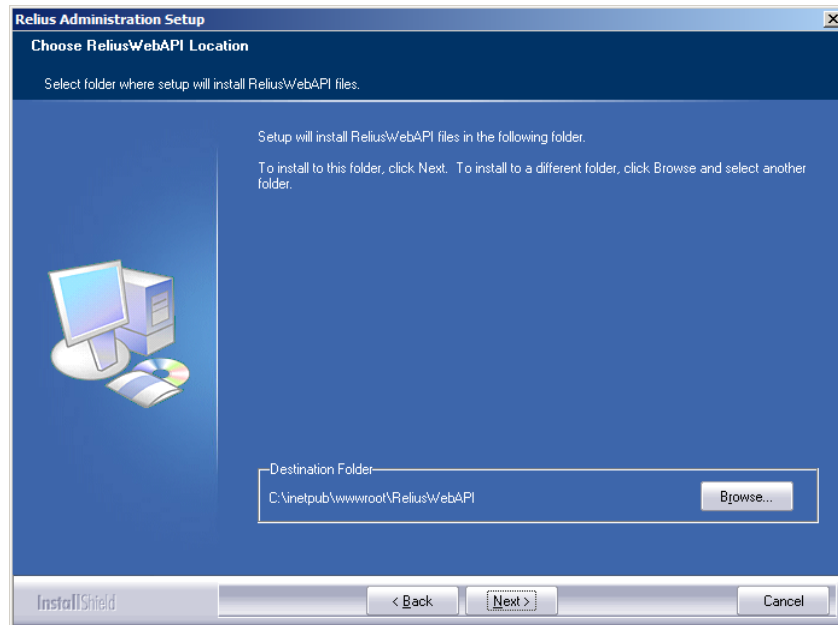 Relius Administration Setup
Choose ReliusWebAPI Location
Select folder where setup will install ReliusWebAPI files.
Setup will install ReliusWebAPI files in the following folder.
To install to this folder, click Next. To install to a different folder, click Browse and select another
folder.
Destination Folder
C:\inetpub\wwwroot\ReliusWebAPI
Browse...
InstallShield
< Back
Next >
Cancel